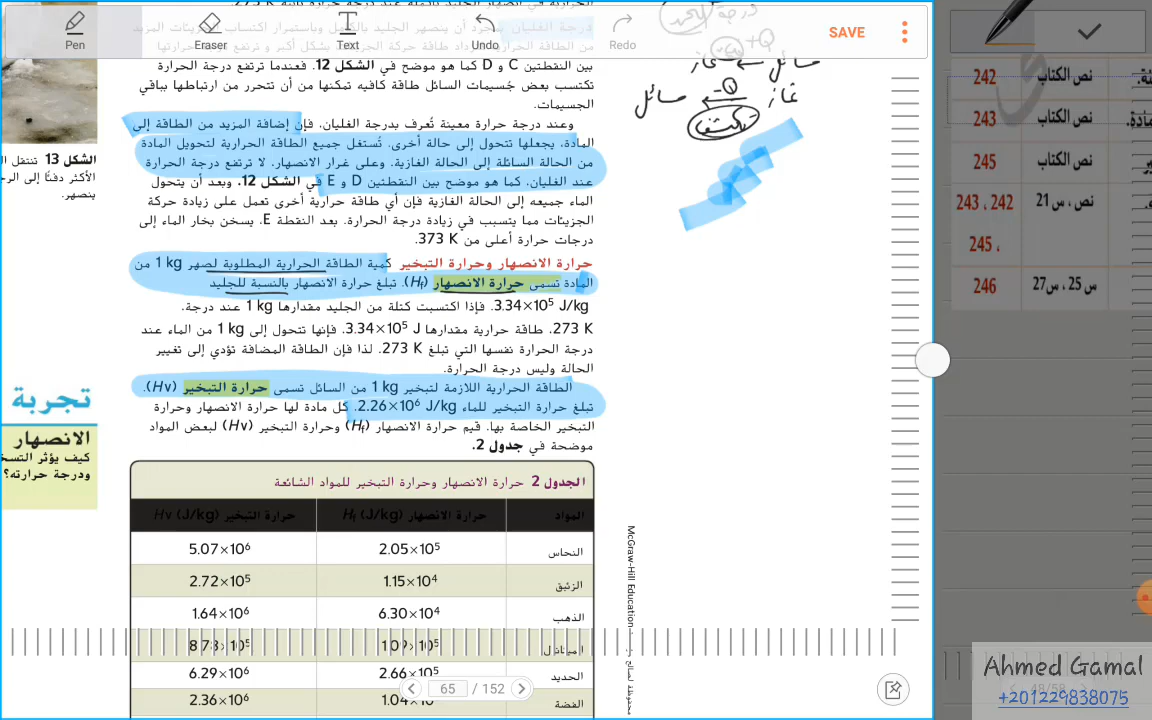 Pen
Eraser
Text
Undo
Redo
SAVE
+Q
-Q
غاز
سائل
بين النقطتين C و D كما هو موضح في الشكل 12. فعندما ترتفع درجة الحرارة
تكتسب بعض جُسيمات السائل طاقة كافيه تمكنها من أن تتحرر من ارتباطها بباقي
الجسيمات.
وعند درجة حرارة معينة تُعرف بدرجة الغليان، فإن إضافة المزيد من الطاقة إلى
المادة، يجعلها تتحول إلى حالة أخرى. تُستغل جميع الطاقة الحرارية لتحويل المادة
من الحالة السائلة إلى الحالة الغازية. وعلى غرار الانصهار، لا ترتفع درجة الحرارة
عند الغليان، كما هو موضح بين النقطتين D و E في الشكل 12. وبعد أن يتحول
الماء جميعه إلى الحالة الغازية فإن أي طاقة حرارية أخرى تعمل على زيادة حركة
الجزيئات مما يتسبب في زيادة درجة الحرارة. بعد النقطة E، يسخن بخار الماء إلى
درجات حرارة أعلى من 373 K.
حرارة الانصهار وحرارة التبخير كمية الطاقة الحرارية المطلوبة لصهر 1 kg من
المادة تسمى حرارة الانصهار (Hf). تبلغ حرارة الانصهار بالنسبة للجليد
3.34×10⁵ J/kg. فإذا اكتسبت كتلة من الجليد مقدارها 1 kg عند درجة.
273 K، طاقة حرارية مقدارها 3.34×10⁵ J، فإنها تتحول إلى 1 kg من الماء عند
درجة الحرارة نفسها التي تبلغ 273 K. لذا فإن الطاقة المضافة تؤدي إلى تغيير
الحالة وليس درجة الحرارة.
الطاقة الحرارية اللازمة لتبخير 1 kg من السائل تسمى حرارة التبخير (Hv).
تبلغ حرارة التبخير للماء 2.26×10⁶ J/kg. كل مادة لها حرارة الانصهار وحرارة
التبخير الخاصة بها. قيم حرارة الانصهار (Hf) وحرارة التبخير (Hv) لبعض المواد
موضحة في جدول 2.
الجدول 2 حرارة الانصهار وحرارة التبخير للمواد الشائعة
المواد حرارة الانصهار Hf (J/kg) حرارة التبخير Hv (J/kg)
النحاس 2.05×10⁵ 5.07×10⁶
الزئبق 1.15×10⁴ 2.72×10⁵
الذهب 6.30×10⁴ 1.64×10⁶
الحديد 2.66×10⁵ 6.29×10⁶
الفضة 2.36×10⁶
65 / 152
الشكل 13 تنتقل
الأكثر دفئًا إلى
ينصهر.
تجربة
الانصهار
كيف يؤثر
ودرجة حرارته؟
McGraw-Hill Education
نص الكتاب 242
نص الكتاب 243
نص الكتاب 245
نص، س21 242 ، 243
، 245
س 25 ، س27 246
Ahmed Gamal
+201229838075